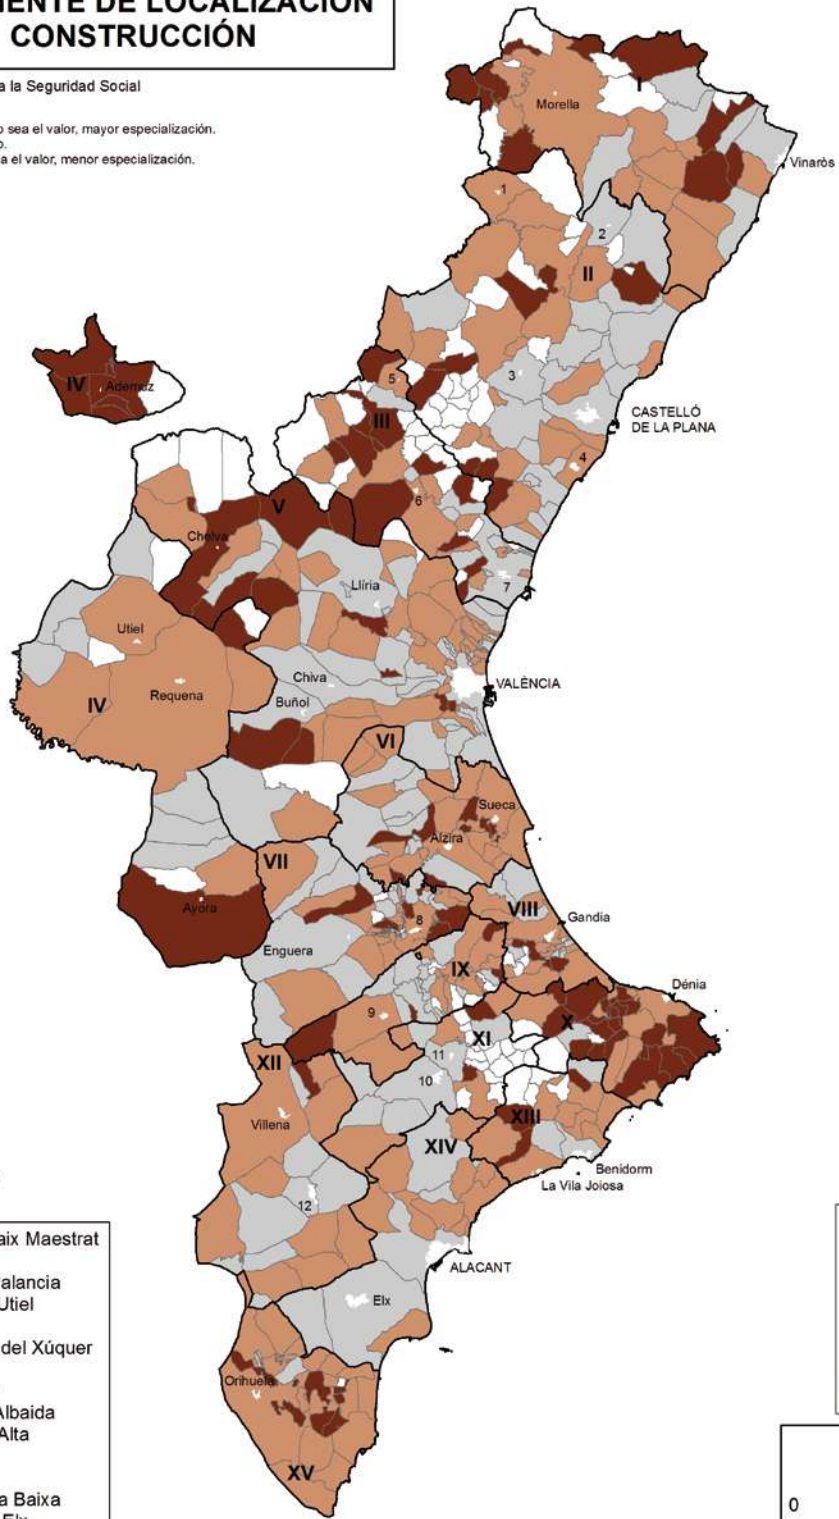 DE LOCALIZACIÓN
CONSTRUCCIÓN
a la Seguridad Social
sea el valor, mayor especialización.
a el valor, menor especialización.
I
Morella
Vinaròs
1
2
II
IV
Ademuz
5
3
III
CASTELLÓ
DE LA PLANA
4
V
6
Chelva
7
Llíria
Utiel
Chiva
VALÈNCIA
Requena
IV
Buñol
VI
Sueca
Alzira
VII
Ayora
VIII
8
Gandia
Enguera
IX
Dénia
9
X
XI
11
XII
10
Villena
XIII
XIV
Benidorm
La Vila Joiosa
12
aix Maestrat
ALACANT
alancia
Utiel
Elx
del Xúquer
Orihuela
Albaida
Alta
XV
a Baixa
Elx
0